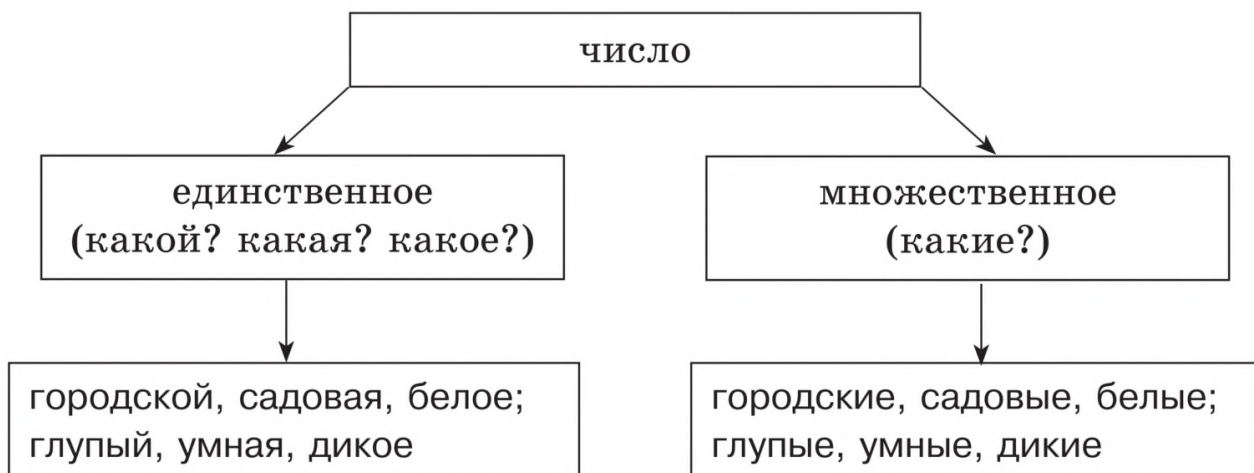 число
единственное
(какой? какая? какое?)
множественное
(какие?)
городской, садовая, белое;
глупый, умная, дикое
городские, садовые, белые;
глупые, умные, дикие